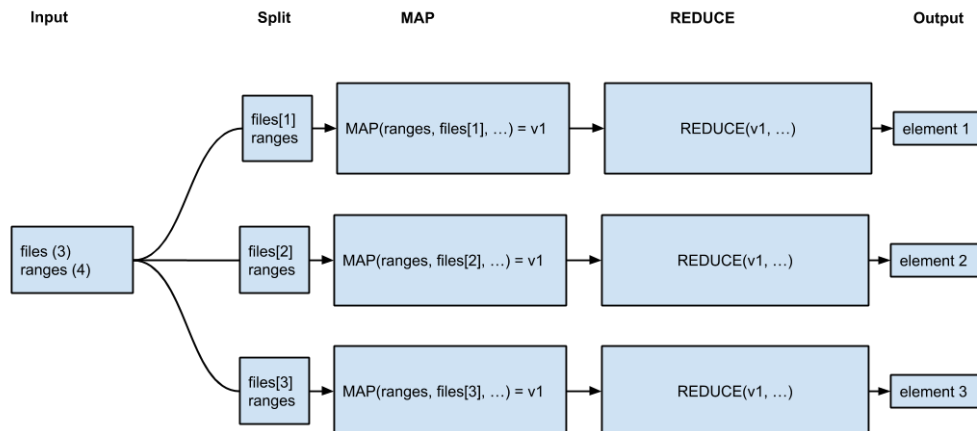 Input
Split
MAP
REDUCE
Output
files[1]
ranges
MAP(ranges, files[1], …) = v1
REDUCE(v1, …)
element 1
files (3)
ranges (4)
files[2]
ranges
MAP(ranges, files[2], …) = v1
REDUCE(v1, …)
element 2
files[3]
ranges
MAP(ranges, files[3], …) = v1
REDUCE(v1, …)
element 3